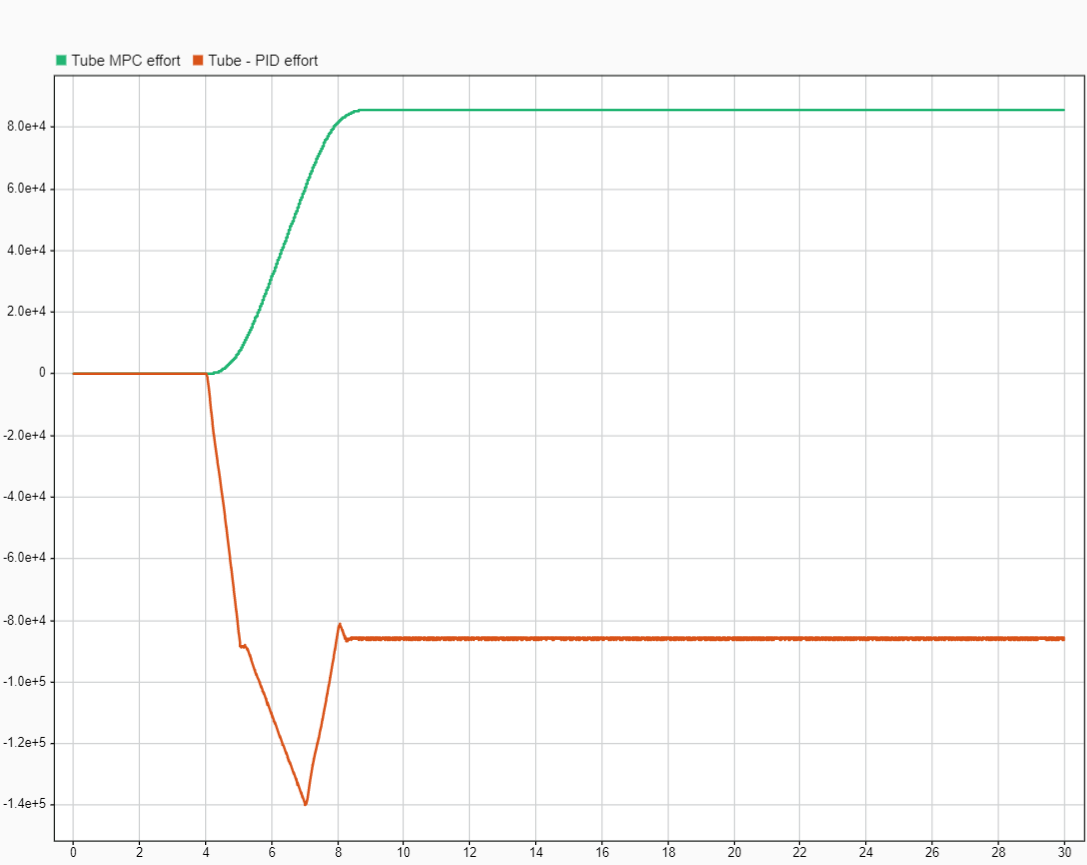 Tube MPC effort Tube - PID effort
8.0e+4
6.0e+4
4.0e+4
2.0e+4
0
-2.0e+4
-4.0e+4
-6.0e+4
-8.0e+4
-1.0e+5
-1.2e+5
-1.4e+5
0 2 4 6 8 10 12 14 16 18 20 22 24 26 28 30